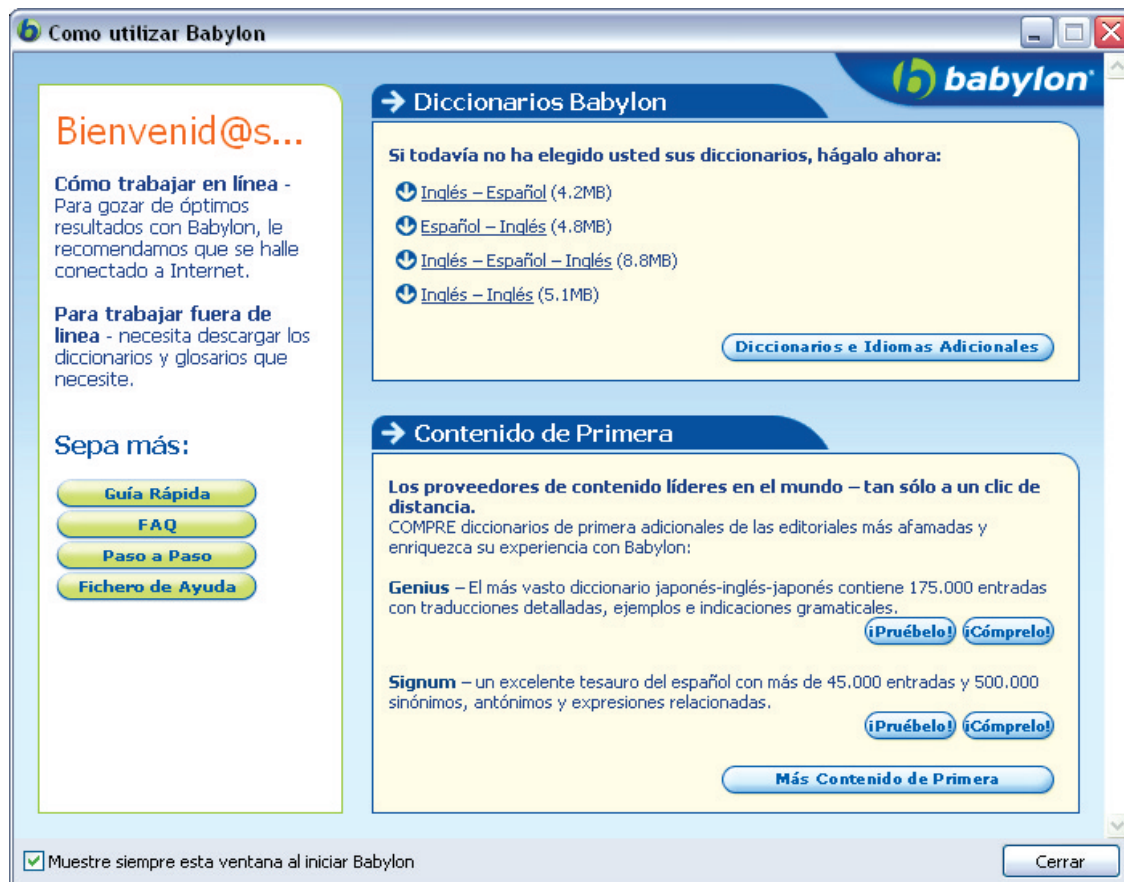 Como utilizar Babylon
babylon
Bienvenid@s...
Cómo trabajar en línea -
Para gozar de óptimos
resultados con Babylon, le
recomendamos que se halle
conectado a Internet.
Para trabajar fuera de
linea - necesita descargar los
diccionarios y glosarios que
necesite.
Sepa más:
Guía Rápida
FAQ
Paso a Paso
Fichero de Ayuda
Diccionarios Babylon
Si todavía no ha elegido usted sus diccionarios, hágalo ahora:
Inglés – Español (4.2MB)
Español – Inglés (4.8MB)
Inglés – Español – Inglés (8.8MB)
Inglés – Inglés (5.1MB)
Diccionarios e Idiomas Adicionales
Contenido de Primera
Los proveedores de contenido líderes en el mundo – tan sólo a un clic de
distancia.
COMPRE diccionarios de primera adicionales de las editoriales más afamadas y
enriquezca su experiencia con Babylon:
Genius – El más vasto diccionario japonés-inglés-japonés contiene 175.000 entradas
con traducciones detalladas, ejemplos e indicaciones gramaticales.
¡Pruébelo! ¡Cómprelo!
Signum – un excelente tesauro del español con más de 45.000 entradas y 500.000
sinónimos, antónimos y expresiones relacionadas.
¡Pruébelo! ¡Cómprelo!
Más Contenido de Primera
Muestre siempre esta ventana al iniciar Babylon
Cerrar